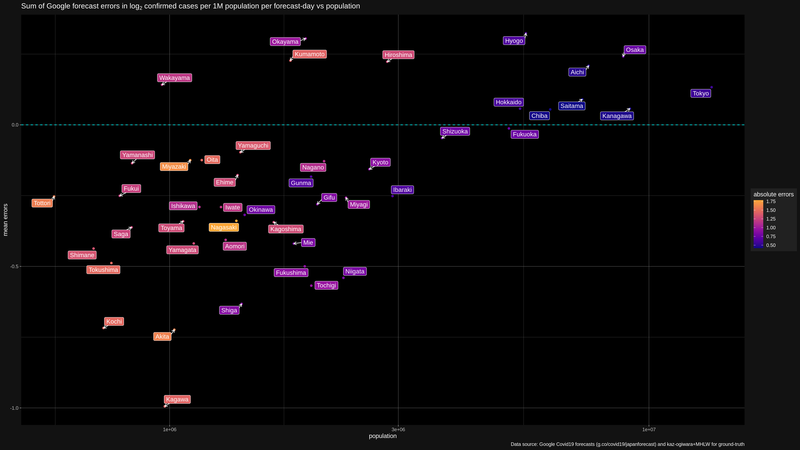 Sum of Google forecast errors in log2 confirmed cases per 1M population per forecast-day vs population
Okayama
Hyogo
Osaka
Kumamoto
Hiroshima
Aichi
Wakayama
Tokyo
Hokkaido
Saitama
Chiba
Kanagawa
0.0
Shizuoka
Fukuoka
Yamaguchi
Yamanashi
Oita
Miyazaki
Nagano
Kyoto
Ehime
Gunma
Fukui
Ibaraki
Tottori
Ishikawa
Iwate
Okinawa
Gifu
Miyagi
Saga
Toyama
Nagasaki
Kagoshima
Mie
Yamagata
Aomori
Shimane
Tokushima
-0.5
Fukushima
Niigata
Tochigi
Shiga
Kochi
Akita
Kagawa
-1.0
mean errors
1e+06
3e+06
1e+07
population
absolute errors
1.75
1.50
1.25
1.00
0.75
0.50
Data source: Google Covid19 forecasts (g.co/covid19/japanforecast) and kaz-ogiwara+MHLW for ground-truth